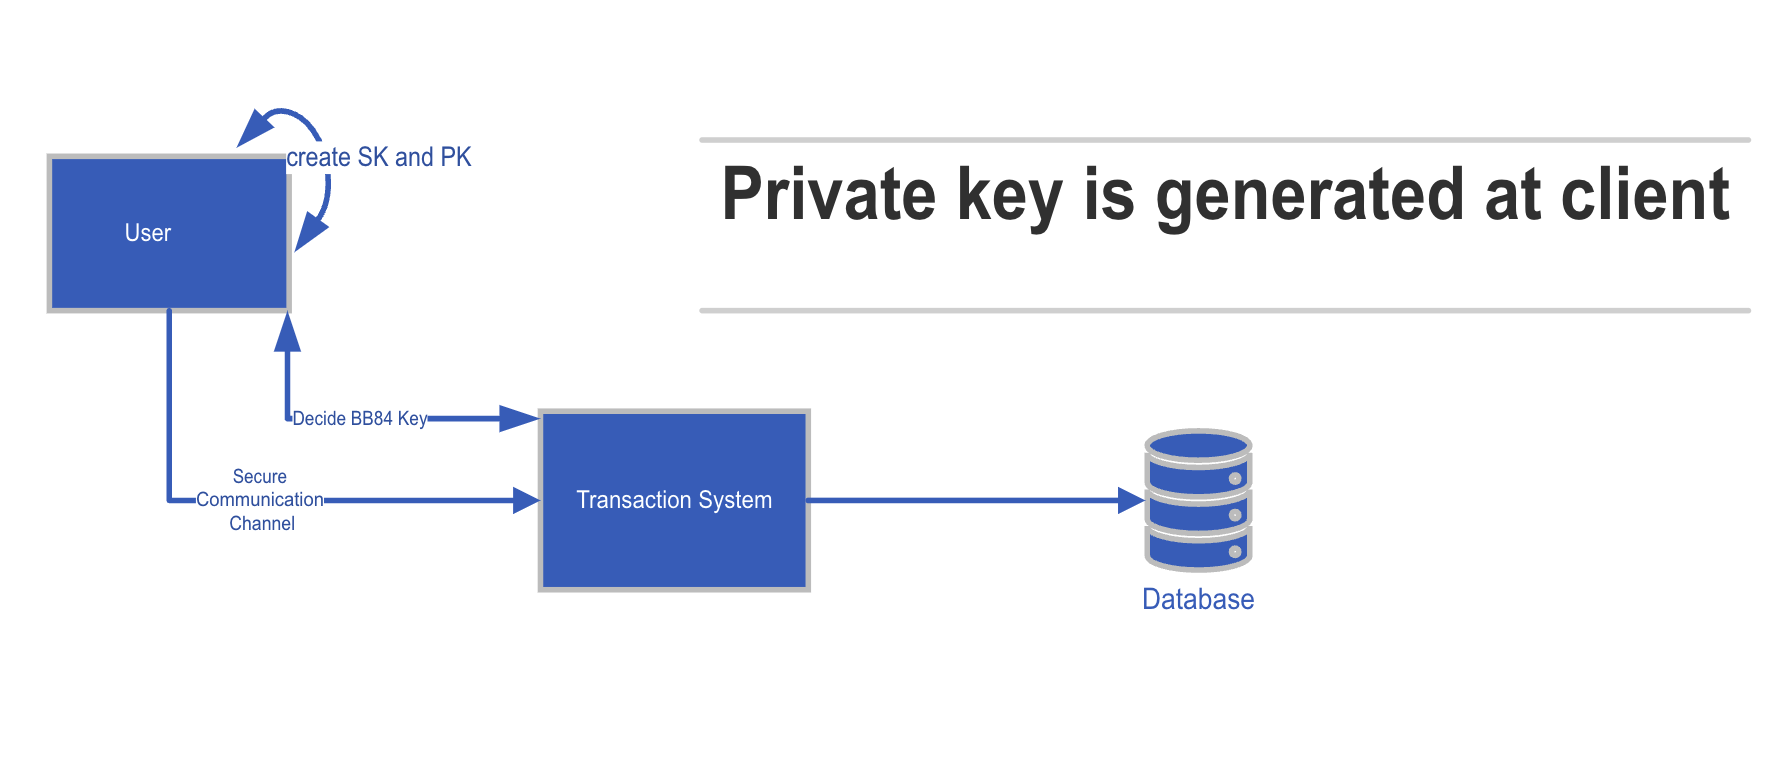 create SK and PK
Private key is generated at client
User
Decide BB84 Key
Secure
Communication
Channel
Transaction System
Database